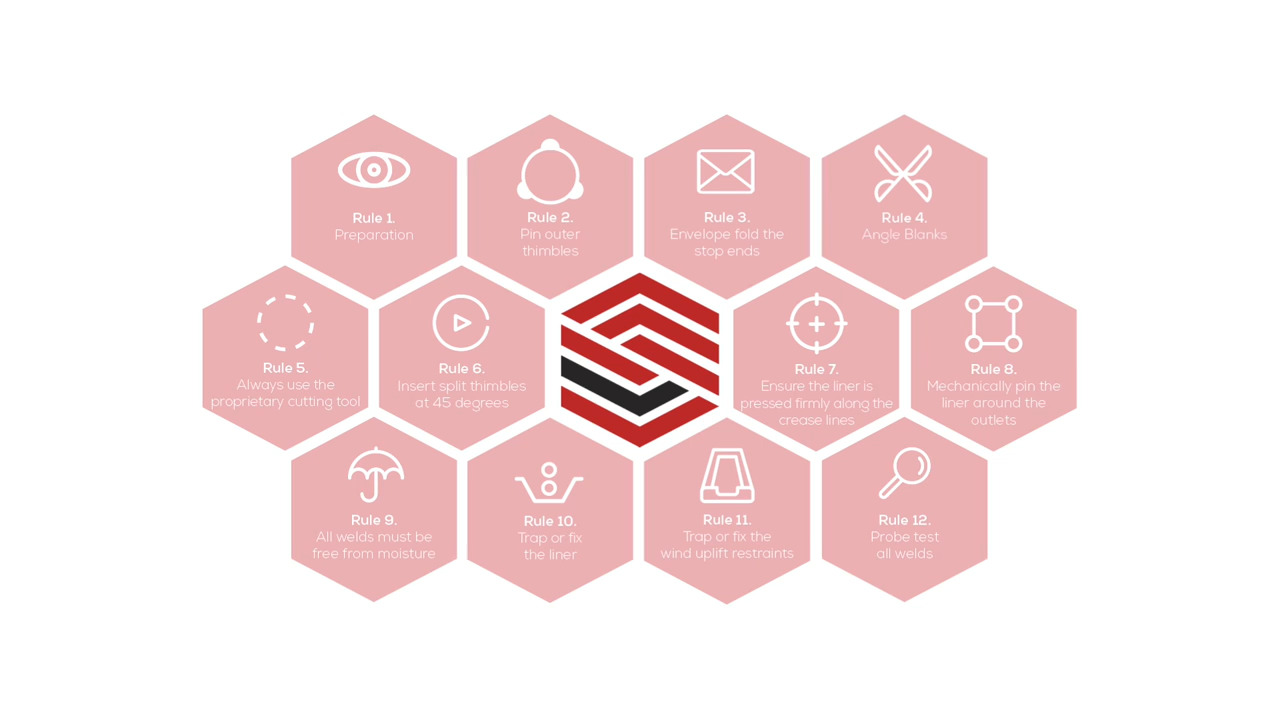 Rule 1.
Preparation
Rule 2.
Pin outer
thimbles
Rule 3.
Envelope fold the
stop ends
Rule 4.
Angle Blanks
Rule 5.
Always use the
proprietary cutting tool
Rule 6.
Insert split thimbles
at 45 degrees
Rule 7.
Ensure the liner is
pressed firmly along the
crease lines
Rule 8.
Mechanically pin the
liner around the
outlets
Rule 9.
All welds must be
free from moisture
Rule 10.
Trap or fix
the liner
Rule 11.
Trap or fix the
wind uplift restraints
Rule 12.
Probe test
all welds